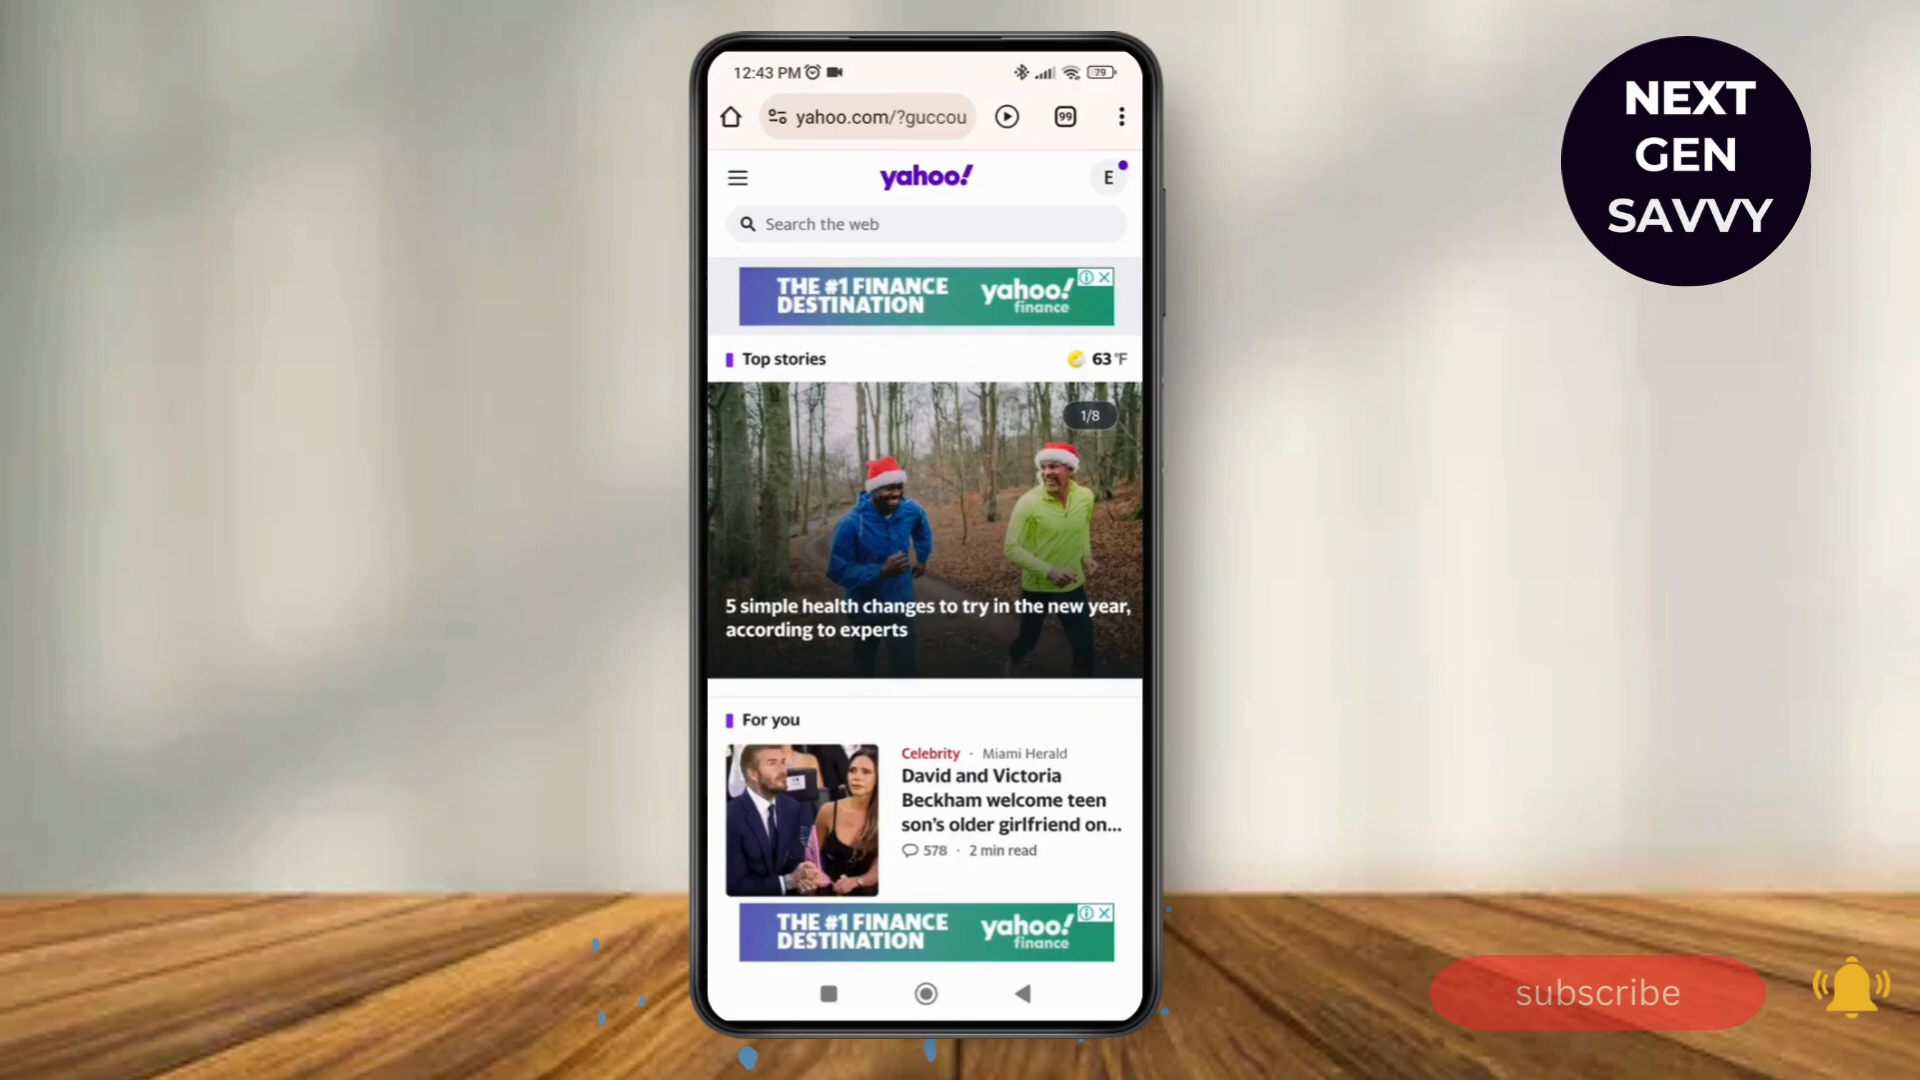 NEXT
GEN
SAVVY
12:43 PM
79
yahoo.com/?guccou
99
yahoo!
E
Search the web
THE #1 FINANCE
DESTINATION
yahoo!
finance
Top stories
63°F
1/8
5 simple health changes to try in the new year,
according to experts
For you
Celebrity · Miami Herald
David and Victoria
Beckham welcome teen
son's older girlfriend on...
578 · 2 min read
THE #1 FINANCE
DESTINATION
yahoo!
finance
subscribe